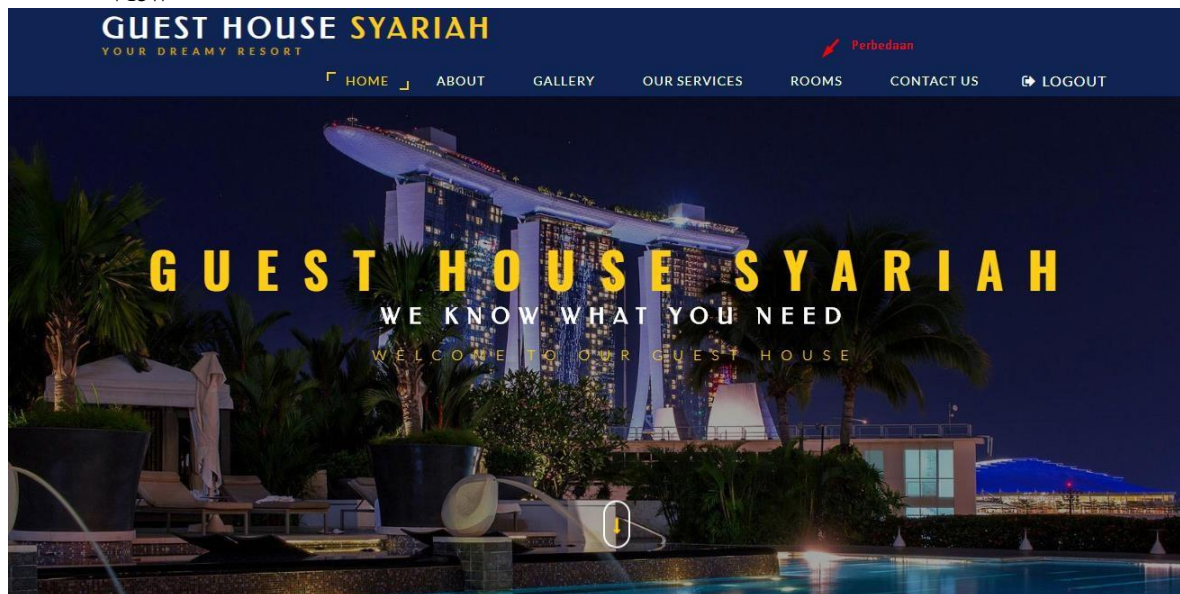 GUEST HOUSE SYARIAH
YOUR DREAMY RESORT
Perbedaan
HOME ABOUT GALLERY OUR SERVICES ROOMS CONTACT US LOGOUT
GUEST HOUSE SYARIAH
WE KNOW WHAT YOU NEED
WELCOME TO OUR GUEST HOUSE